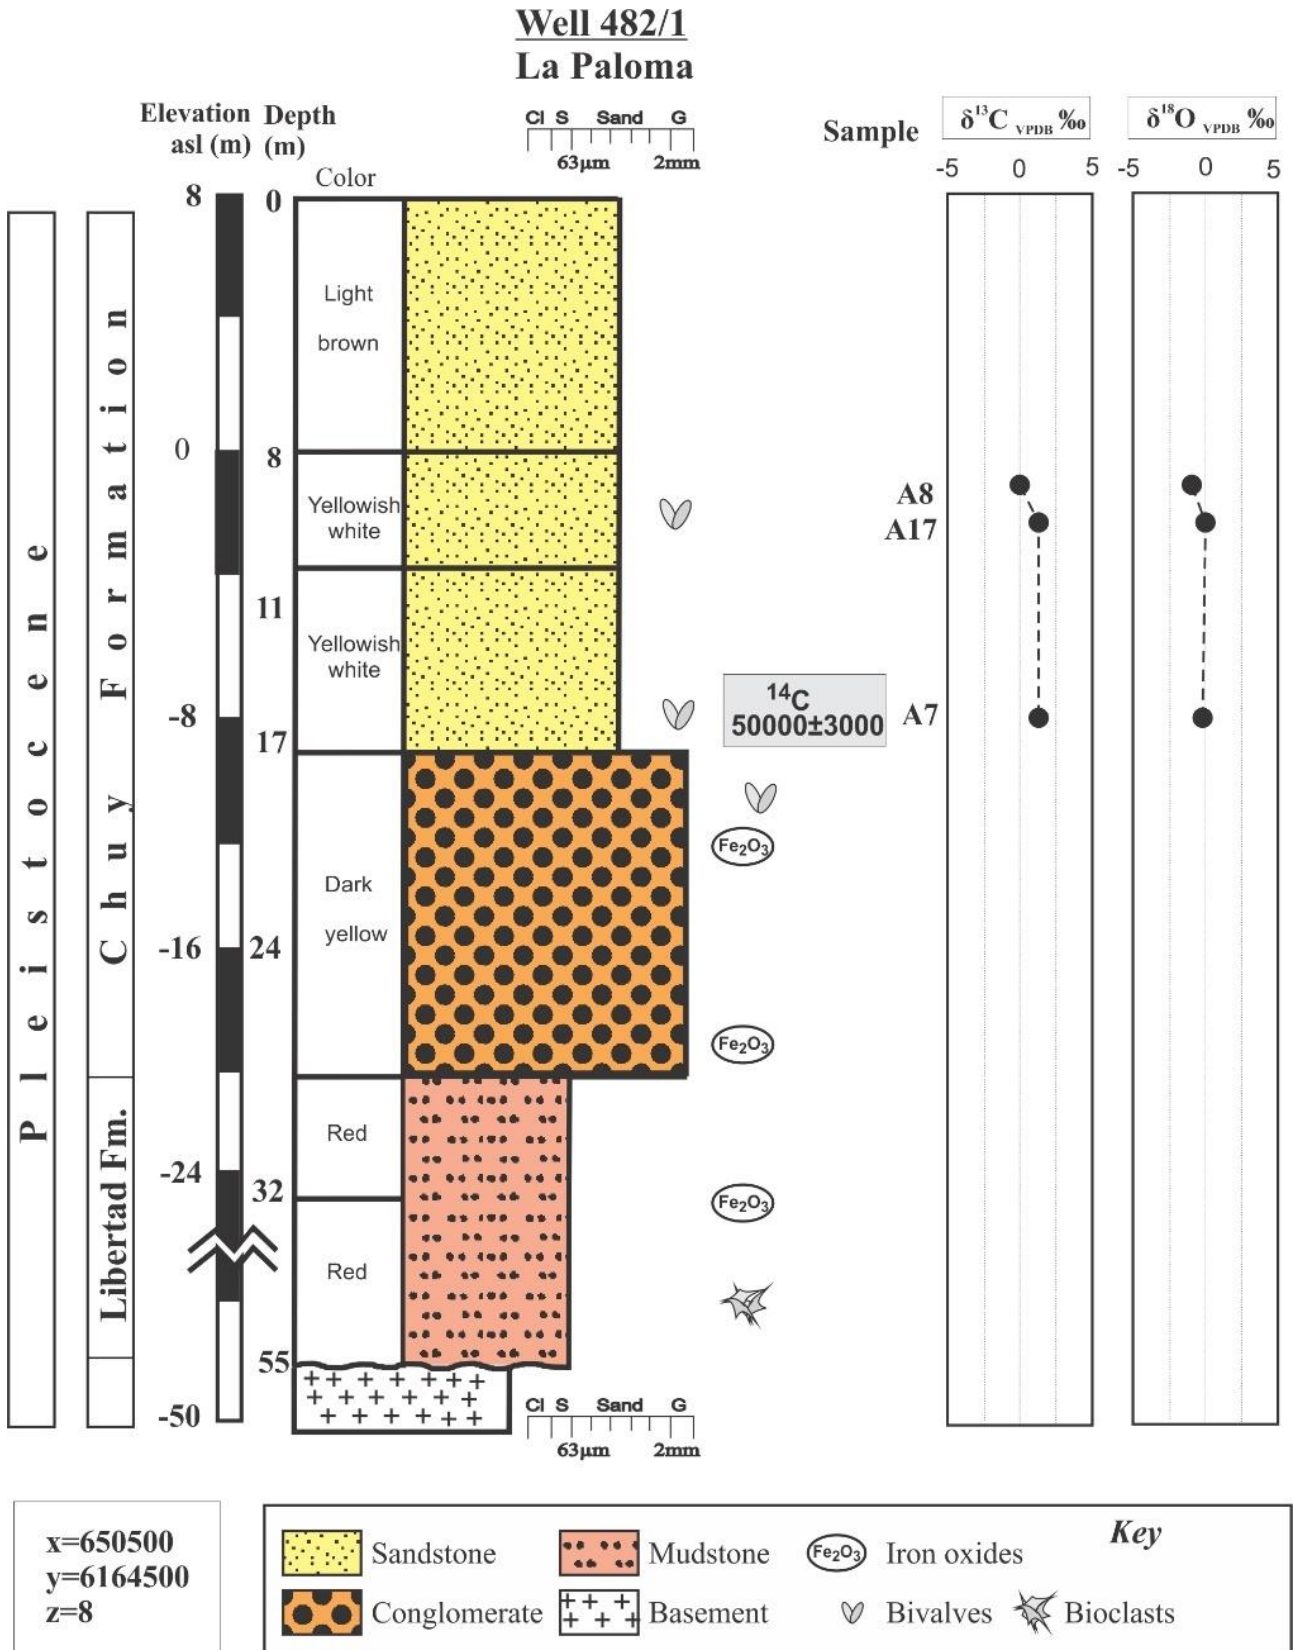 Well 482/1
La Paloma
Elevation
asl (m)
Depth
(m)
Cl S Sand G
63µm 2mm
Sample
δ¹³C VPDB ‰
δ¹⁸O VPDB ‰
-5 0 5
-5 0 5
Color
8
0
Light
brown
0
8
Yellowish
white
A8
A17
11
Yellowish
white
¹⁴C
50000±3000
A7
-8
17
Fe₂O₃
Dark
yellow
-16
24
Fe₂O₃
Red
-24
32
Fe₂O₃
Red
55
-50
Pleistocene
Chuy Formation
Libertad Fm.
Cl S Sand G
63µm 2mm
x=650500
y=6164500
z=8
Key
Sandstone
Mudstone
Fe₂O₃ Iron oxides
Conglomerate
Basement
Bivalves
Bioclasts